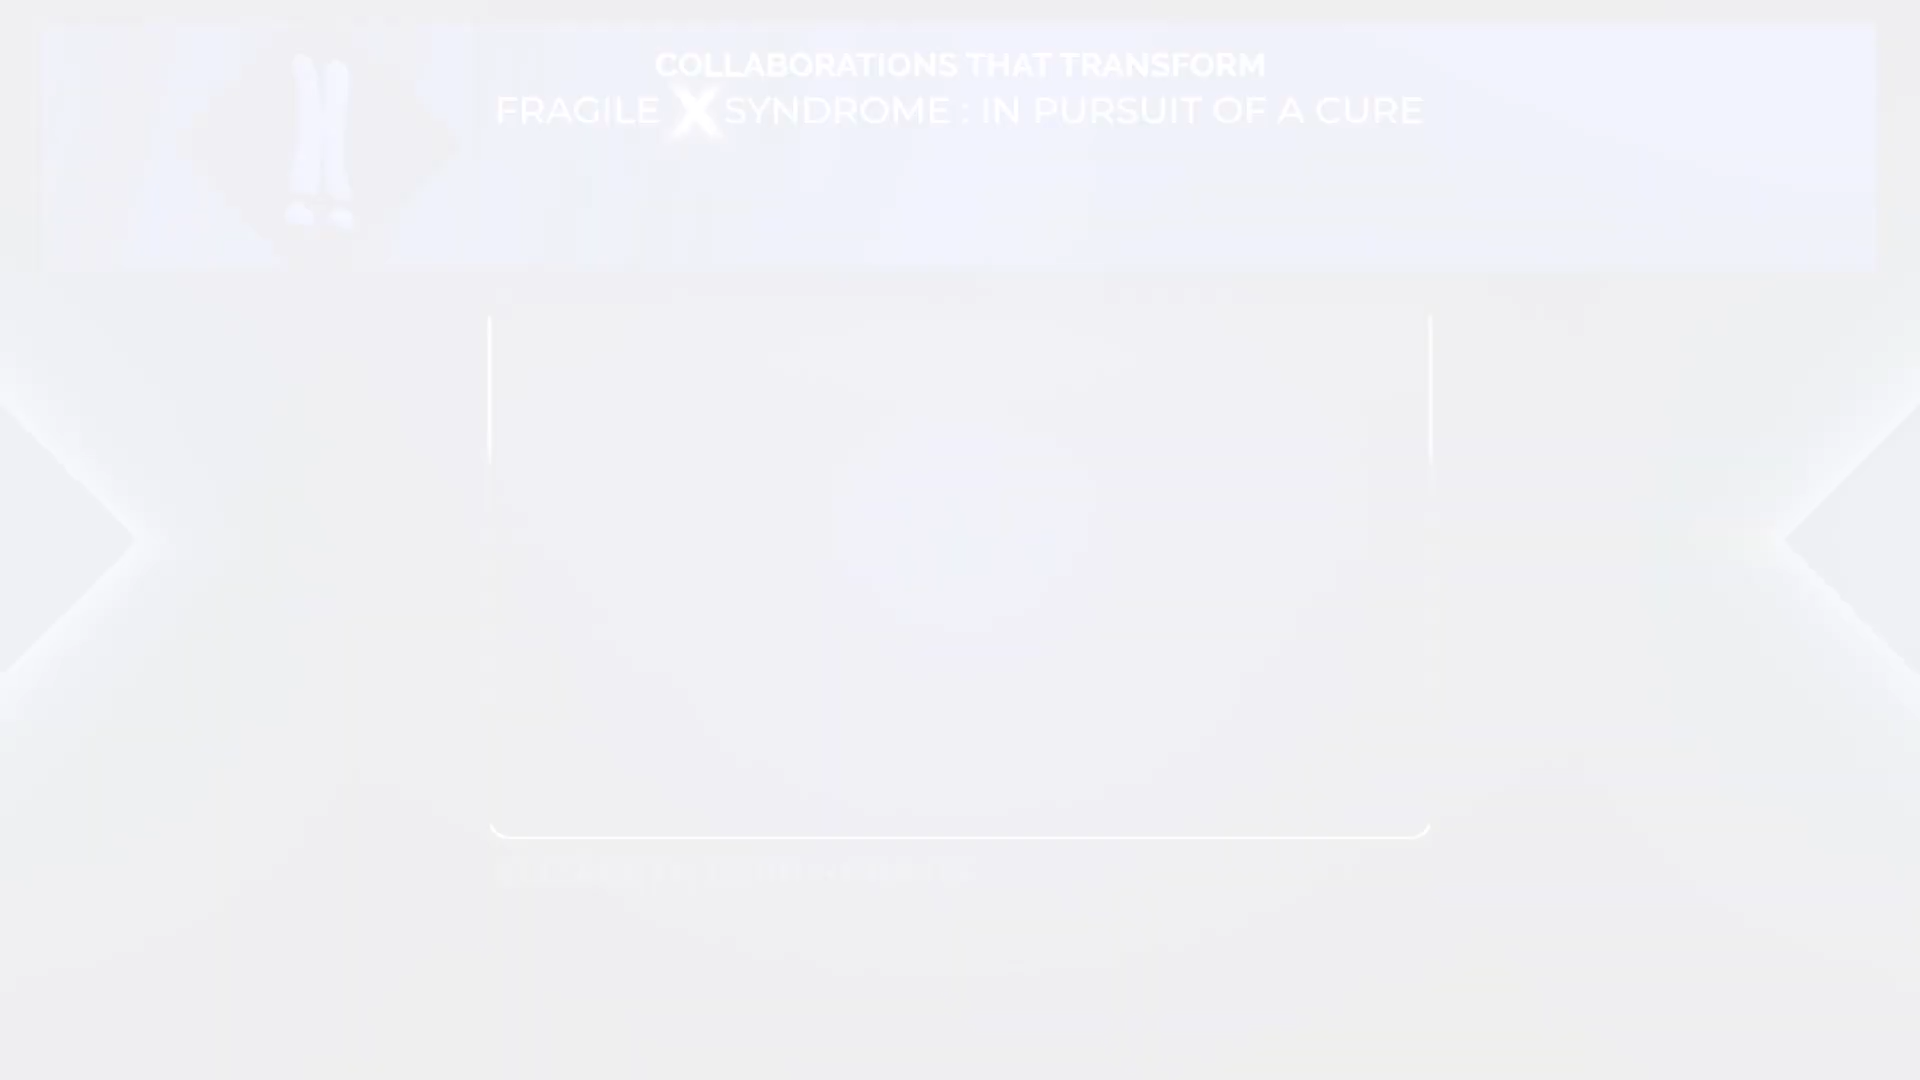 COLLABORATIONS THAT TRANSFORM
FRAGILE X SYNDROME : IN PURSUIT OF A CURE